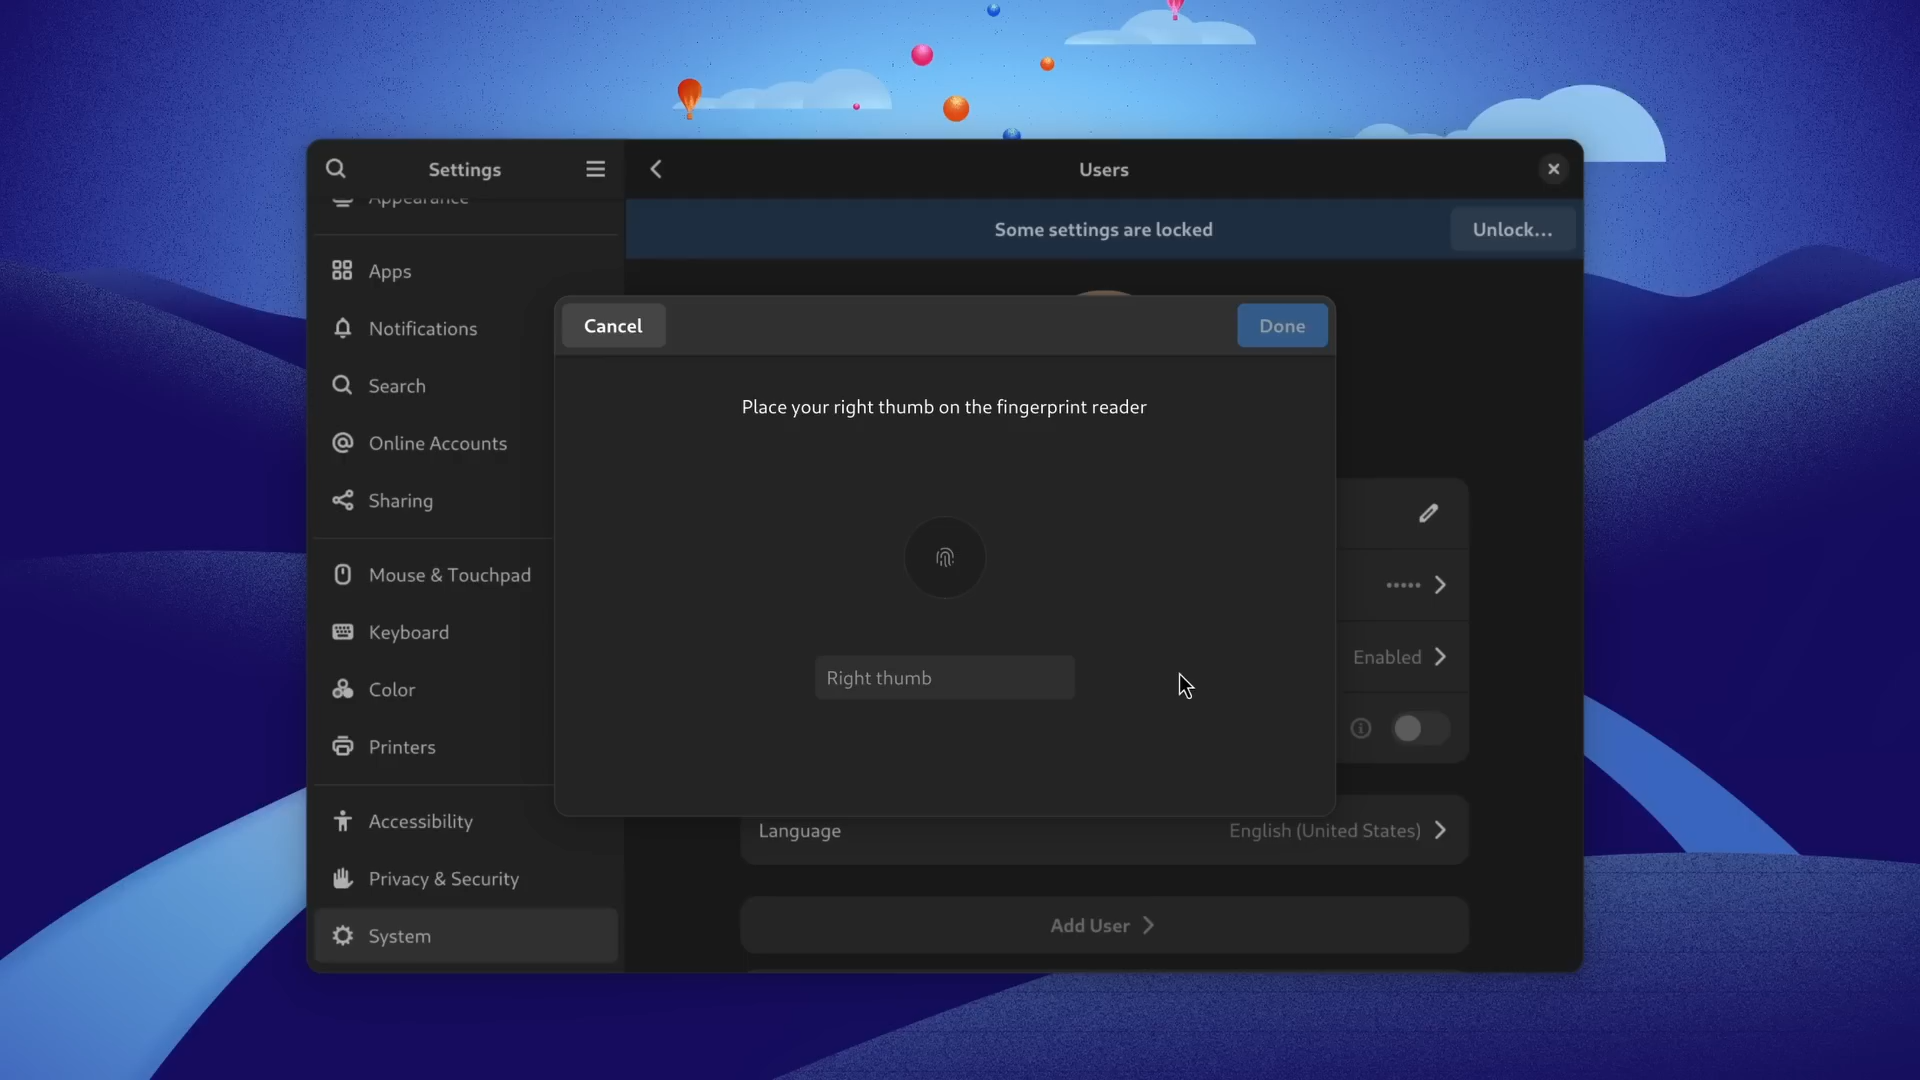 Settings
Users
Appearance
Some settings are locked
Unlock...
Apps
Notifications
Search
Online Accounts
Sharing
Mouse & Touchpad
Keyboard
Color
Printers
Accessibility
Privacy & Security
System
Cancel
Done
Place your right thumb on the fingerprint reader
Right thumb
•••••
Enabled
Language
English (United States)
Add User